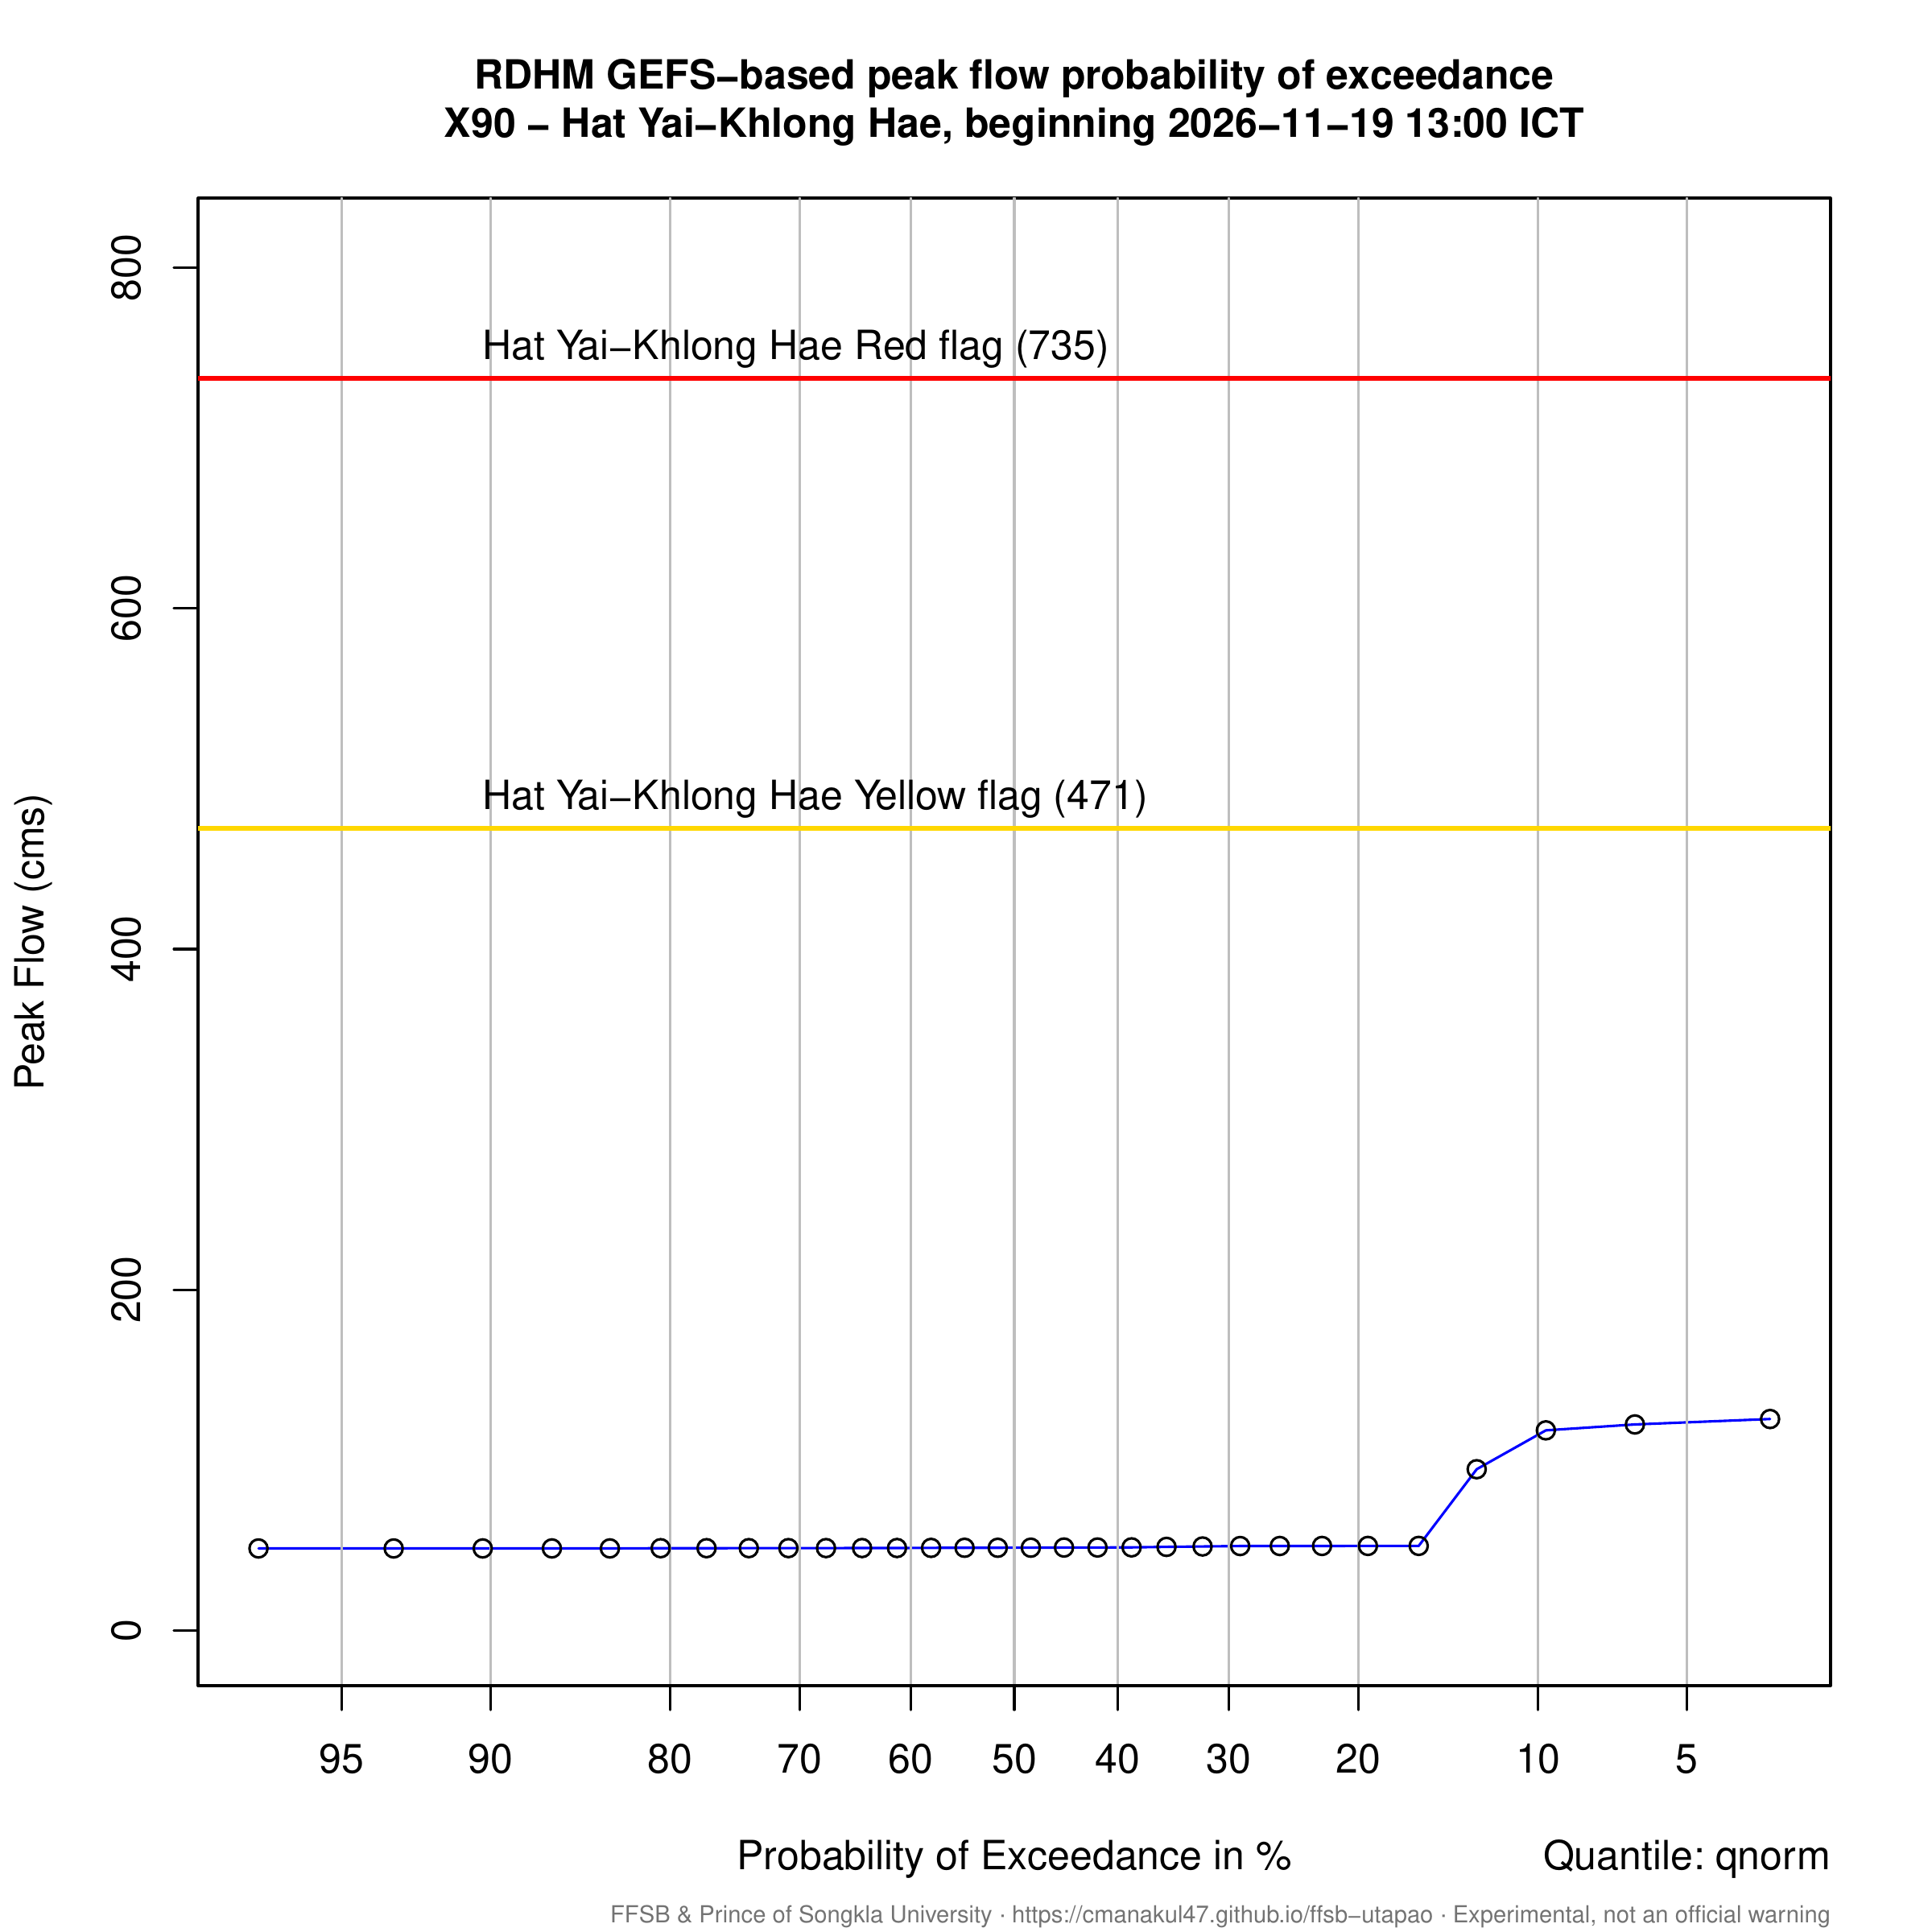 RDHM GEFS–based peak flow probability of exceedance
X90 – Hat Yai–Khlong Hae, beginning 2026–11–19 13:00 ICT
800
Hat Yai–Khlong Hae Red flag (735)
600
Hat Yai–Khlong Hae Yellow flag (471)
Peak Flow (cms)
400
200
0
95 90 80 70 60 50 40 30 20 10 5
Probability of Exceedance in % Quantile: qnorm
FFSB & Prince of Songkla University · https://cmanakul47.github.io/ffsb–utapao · Experimental, not an official warning